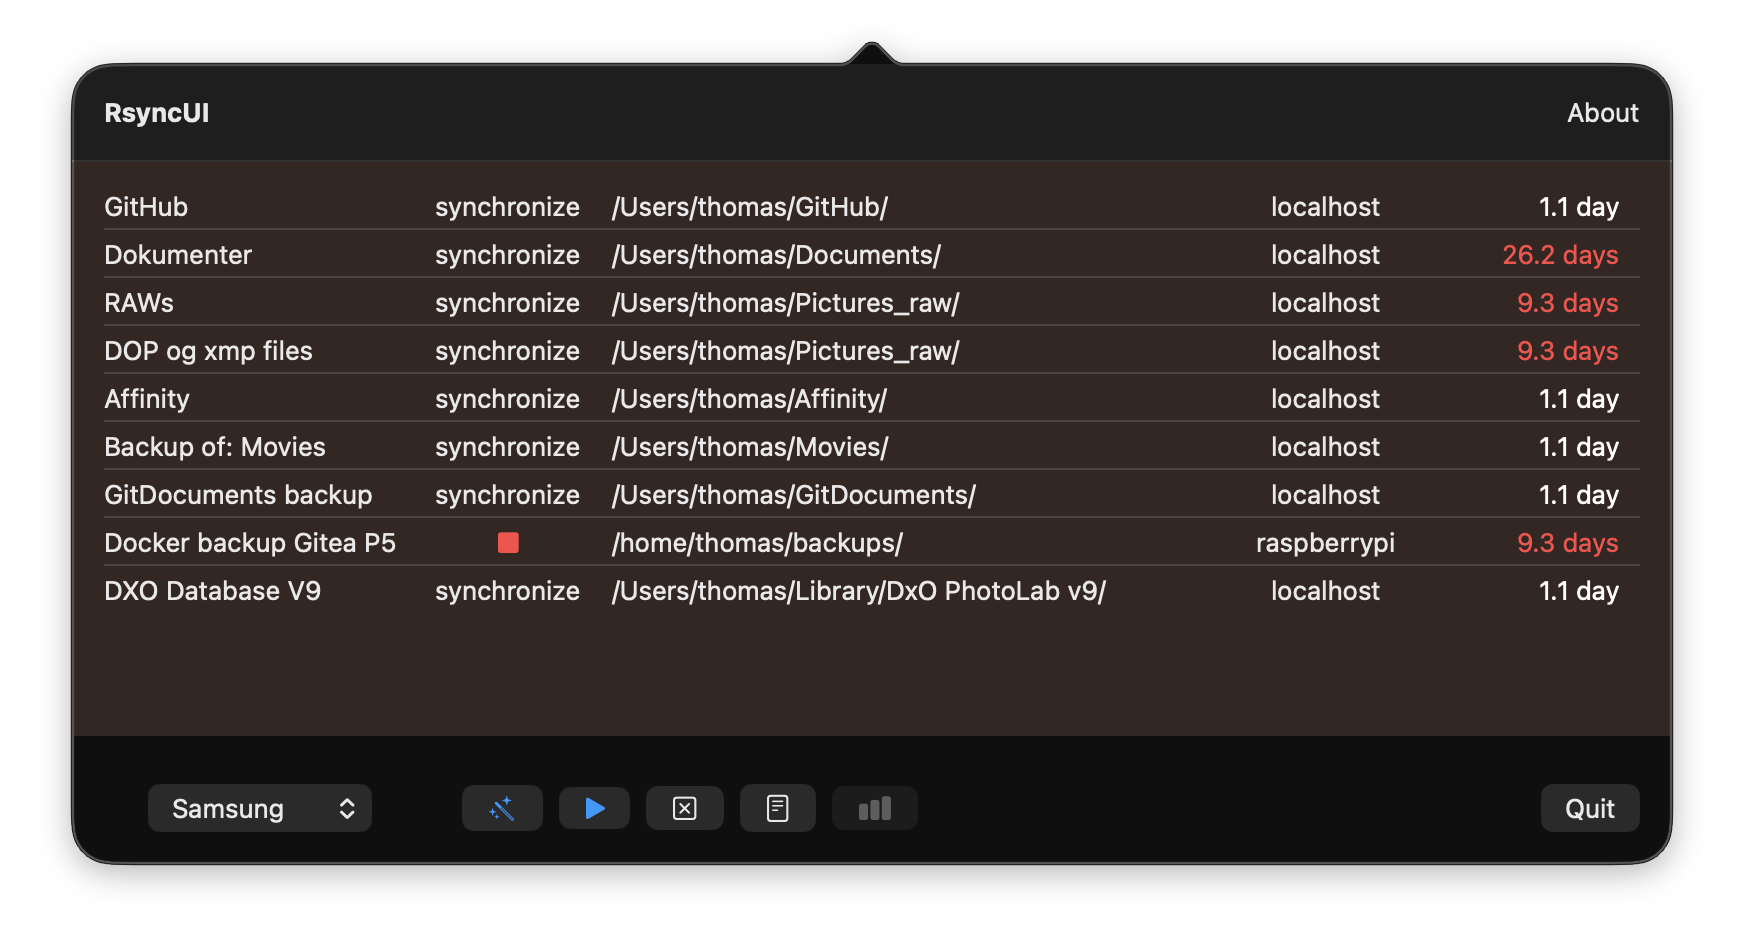 RsyncUI About
GitHub synchronize /Users/thomas/GitHub/ localhost 1.1 day
Dokumenter synchronize /Users/thomas/Documents/ localhost 26.2 days
RAWs synchronize /Users/thomas/Pictures_raw/ localhost 9.3 days
DOP og xmp files synchronize /Users/thomas/Pictures_raw/ localhost 9.3 days
Affinity synchronize /Users/thomas/Affinity/ localhost 1.1 day
Backup of: Movies synchronize /Users/thomas/Movies/ localhost 1.1 day
GitDocuments backup synchronize /Users/thomas/GitDocuments/ localhost 1.1 day
Docker backup Gitea P5 /home/thomas/backups/ raspberrypi 9.3 days
DXO Database V9 synchronize /Users/thomas/Library/DxO PhotoLab v9/ localhost 1.1 day
Samsung Quit